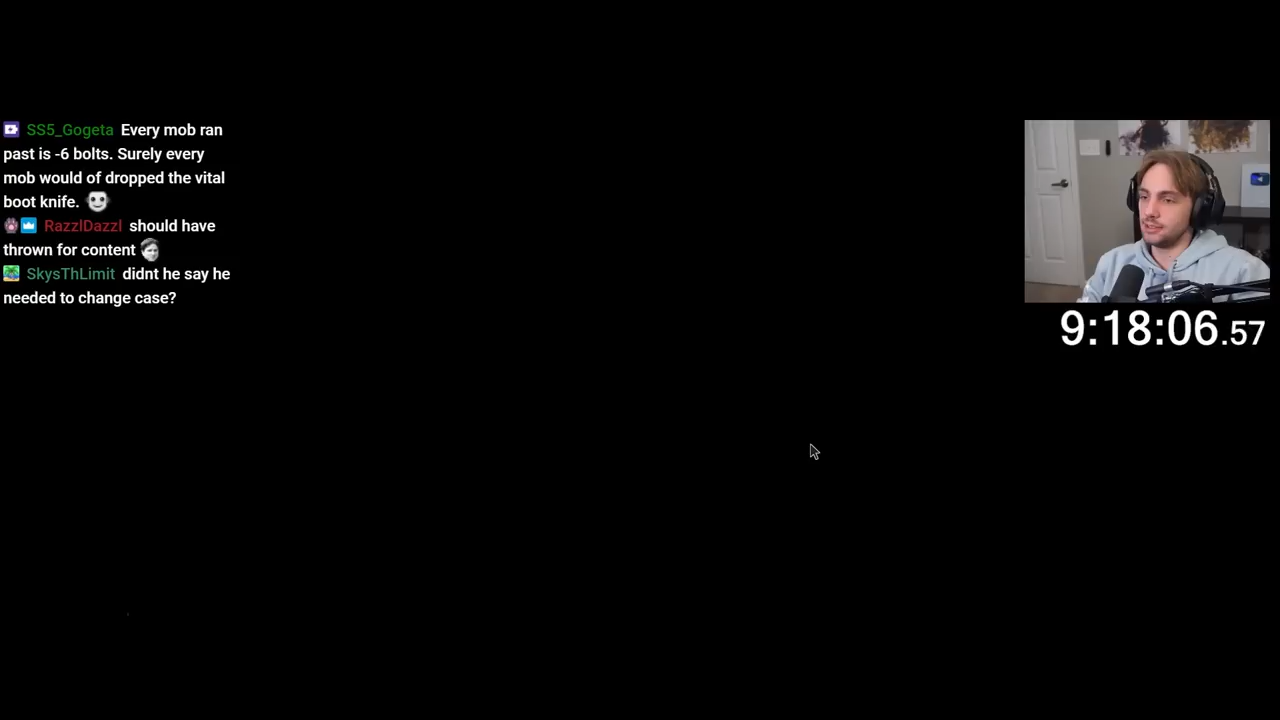 SS5_Gogeta Every mob ran
past is -6 bolts. Surely every
mob would of dropped the vital
boot knife.
RazzlDazzl should have
thrown for content
SkysThLimit didnt he say he
needed to change case?
9:18:06.57